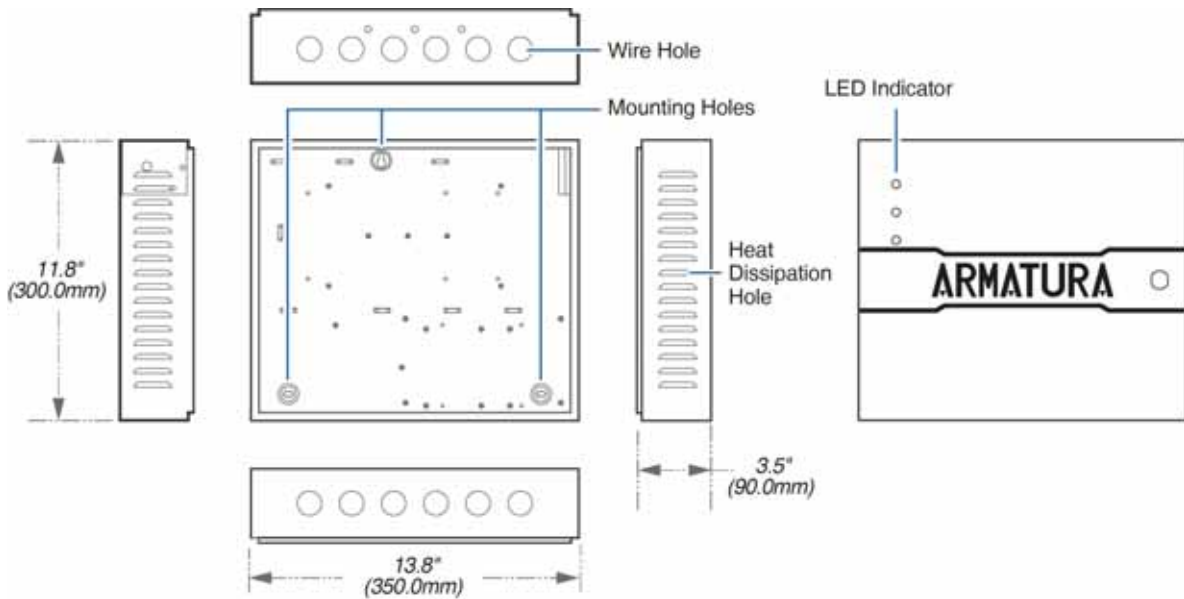 Wire Hole
Mounting Holes
LED Indicator
11.8"
(300.0mm)
Heat
Dissipation
Hole
ARMATURA
3.5"
(90.0mm)
13.8"
(350.0mm)